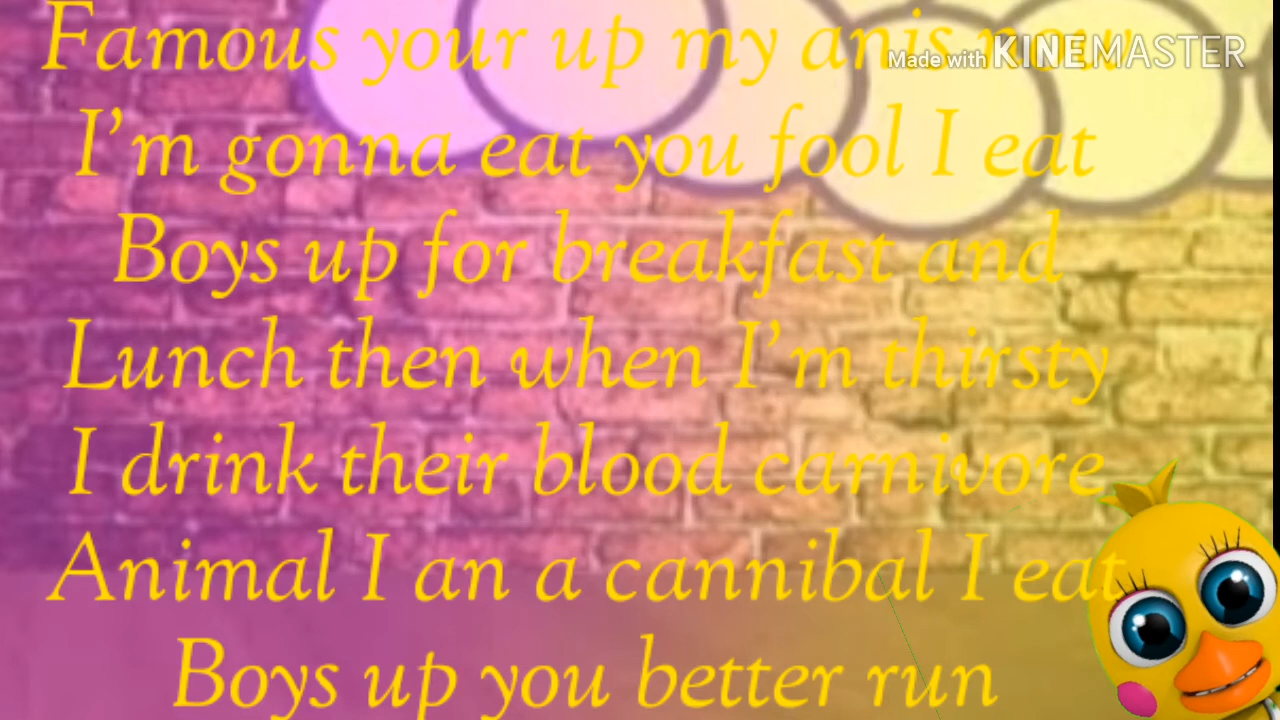 Famous your up my anis now
Made with KINEMASTER
I'm gonna eat you fool I eat
Boys up for breakfast and
Lunch then when I'm thirsty
I drink their blood carnivore
Animal I an a cannibal I eat
Boys up you better run